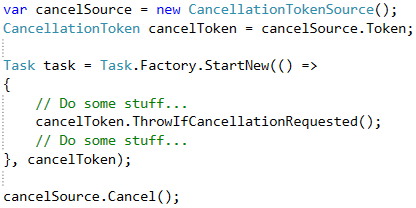 var cancelSource = new CancellationTokenSource();
CancellationToken cancelToken = cancelSource.Token;

Task task = Task.Factory.StartNew(() =>
{
    // Do some stuff...
    cancelToken.ThrowIfCancellationRequested();
    // Do some stuff...
}, cancelToken);

cancelSource.Cancel();